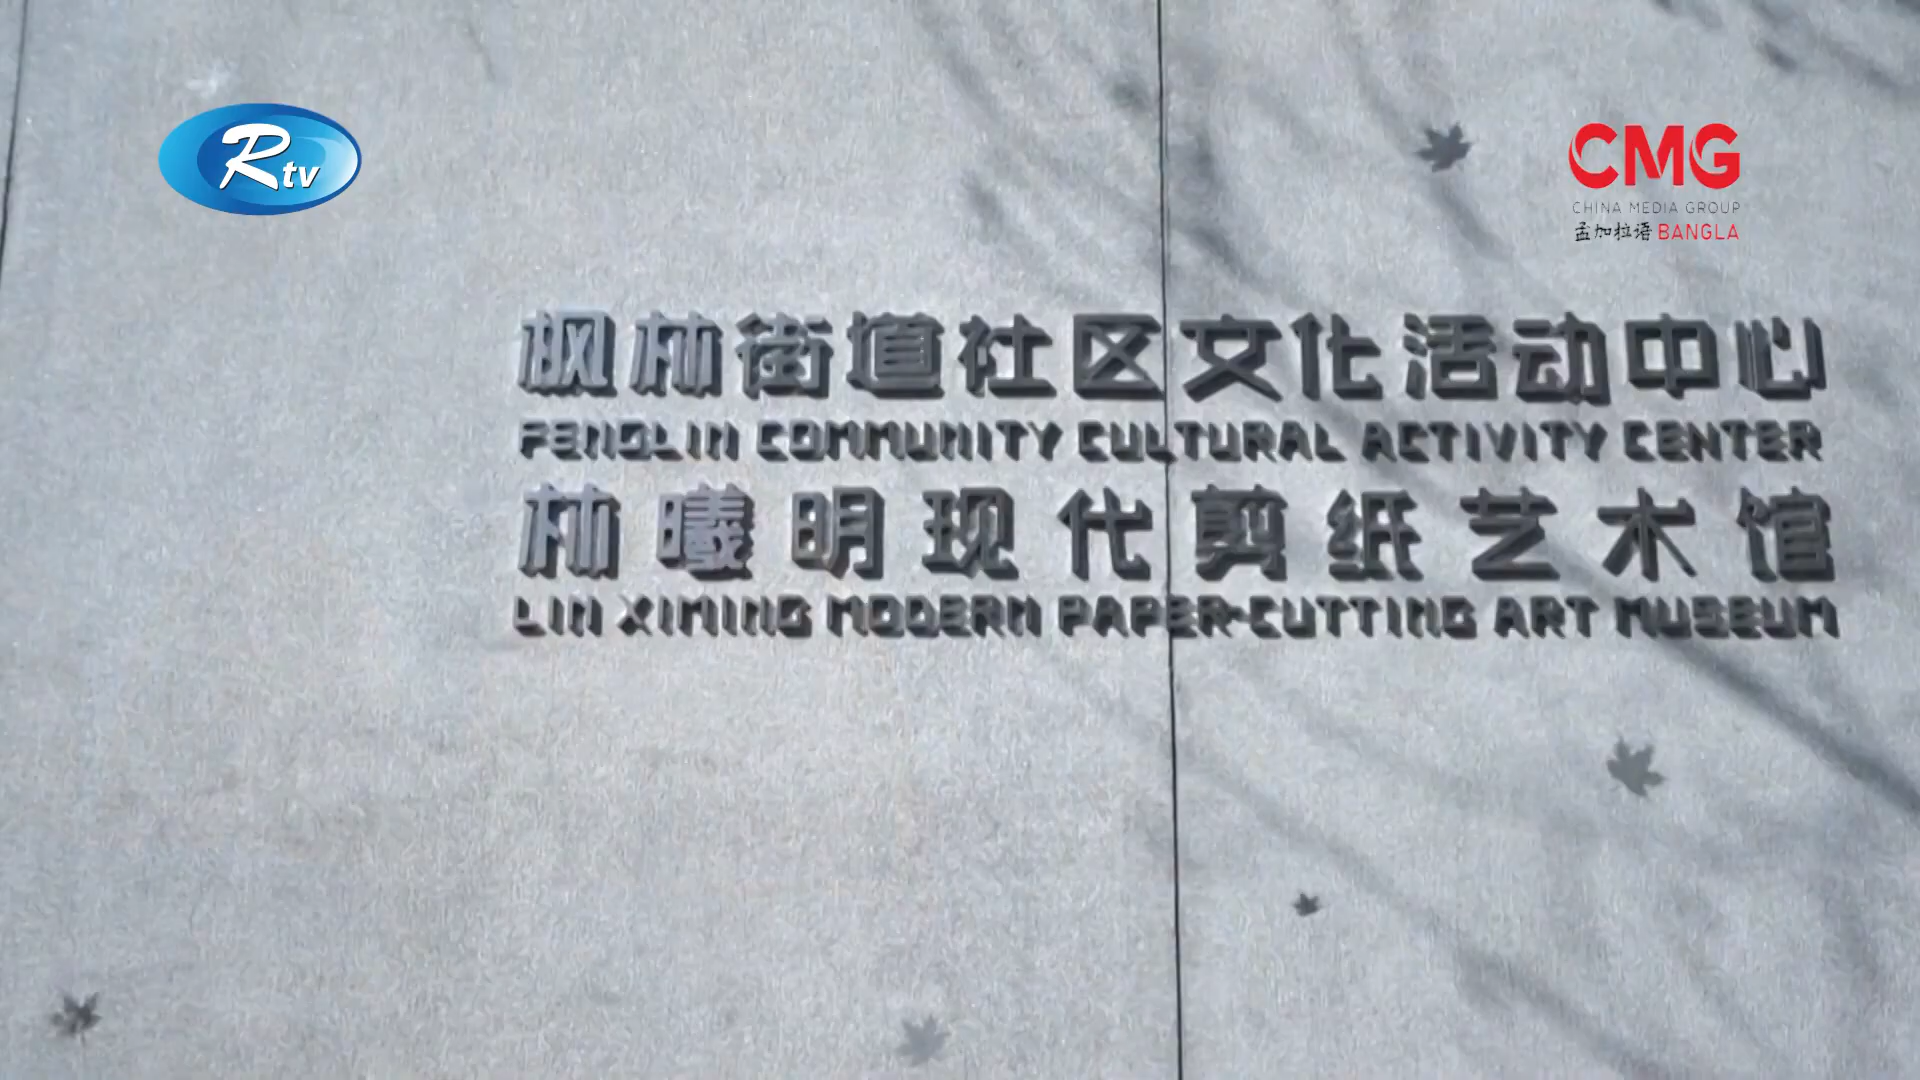 Rtv
CMG
CHINA MEDIA GROUP
孟加拉语 BANGLA
枫林街道社区文化活动中心
FENGLIN COMMUNITY CULTURAL ACTIVITY CENTER
林曦明现代剪纸艺术馆
LIN XIMING MODERN PAPER-CUTTING ART MUSEUM